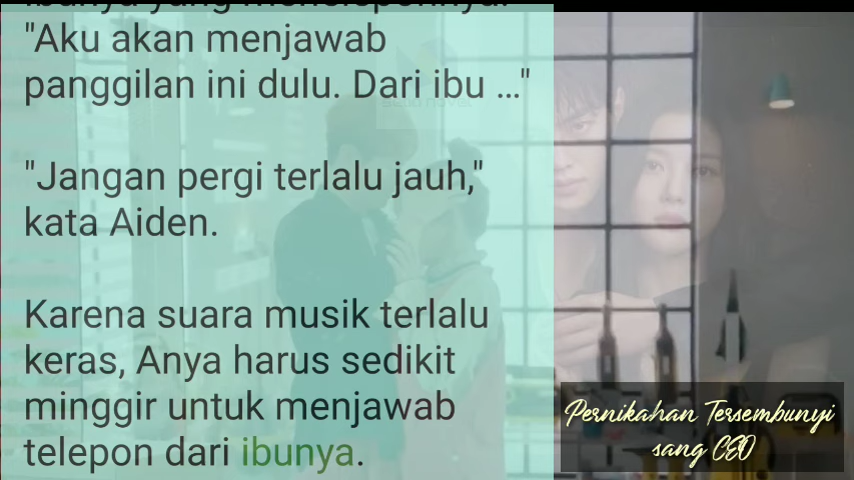 "Aku akan menjawab
panggilan ini dulu. Dari ibu ..."
"Jangan pergi terlalu jauh,"
kata Aiden.
Karena suara musik terlalu
keras, Anya harus sedikit
minggir untuk menjawab
telepon dari ibunya.
Pernikahan Tersembunyi
sang CEO